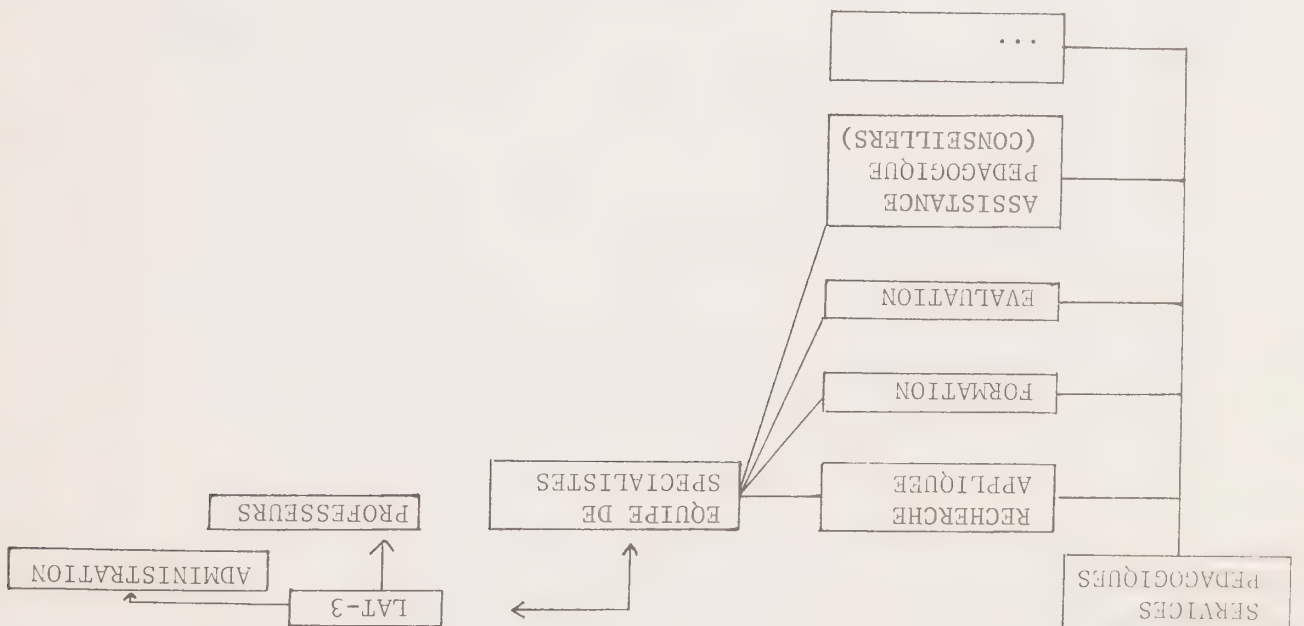 SERVICES
PEDAGOGIQUES
LAT-3
ADMINISTRATION
RECHERCHE
APPLIQUEE
EQUIPE DE
SPECIALISTES
PROFESSEURS
FORMATION
EVALUATION
ASSISTANCE
PEDAGOGIQUE
(CONSEILLERS)
...